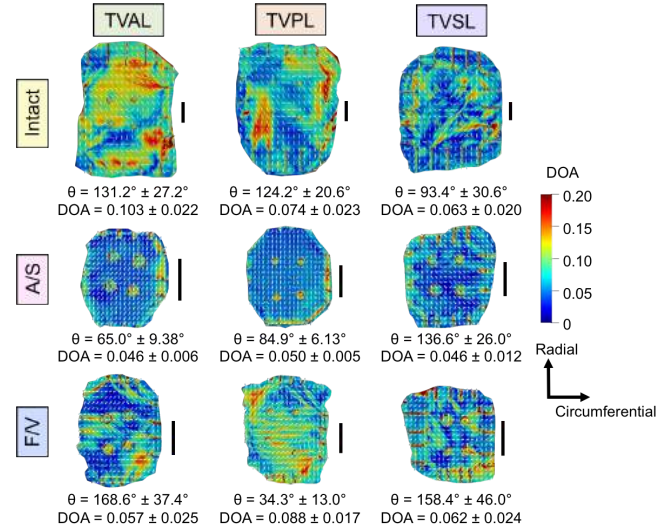 TVAL TVPL TVSL
Intact
θ = 131.2° ± 27.2° θ = 124.2° ± 20.6° θ = 93.4° ± 30.6°
DOA = 0.103 ± 0.022 DOA = 0.074 ± 0.023 DOA = 0.063 ± 0.020
A/S
θ = 65.0° ± 9.38° θ = 84.9° ± 6.13° θ = 136.6° ± 26.0°
DOA = 0.046 ± 0.006 DOA = 0.050 ± 0.005 DOA = 0.046 ± 0.012
F/V
θ = 168.6° ± 37.4° θ = 34.3° ± 13.0° θ = 158.4° ± 46.0°
DOA = 0.057 ± 0.025 DOA = 0.088 ± 0.017 DOA = 0.062 ± 0.024
DOA
0.20
0.15
0.10
0.05
0
Radial
Circumferential